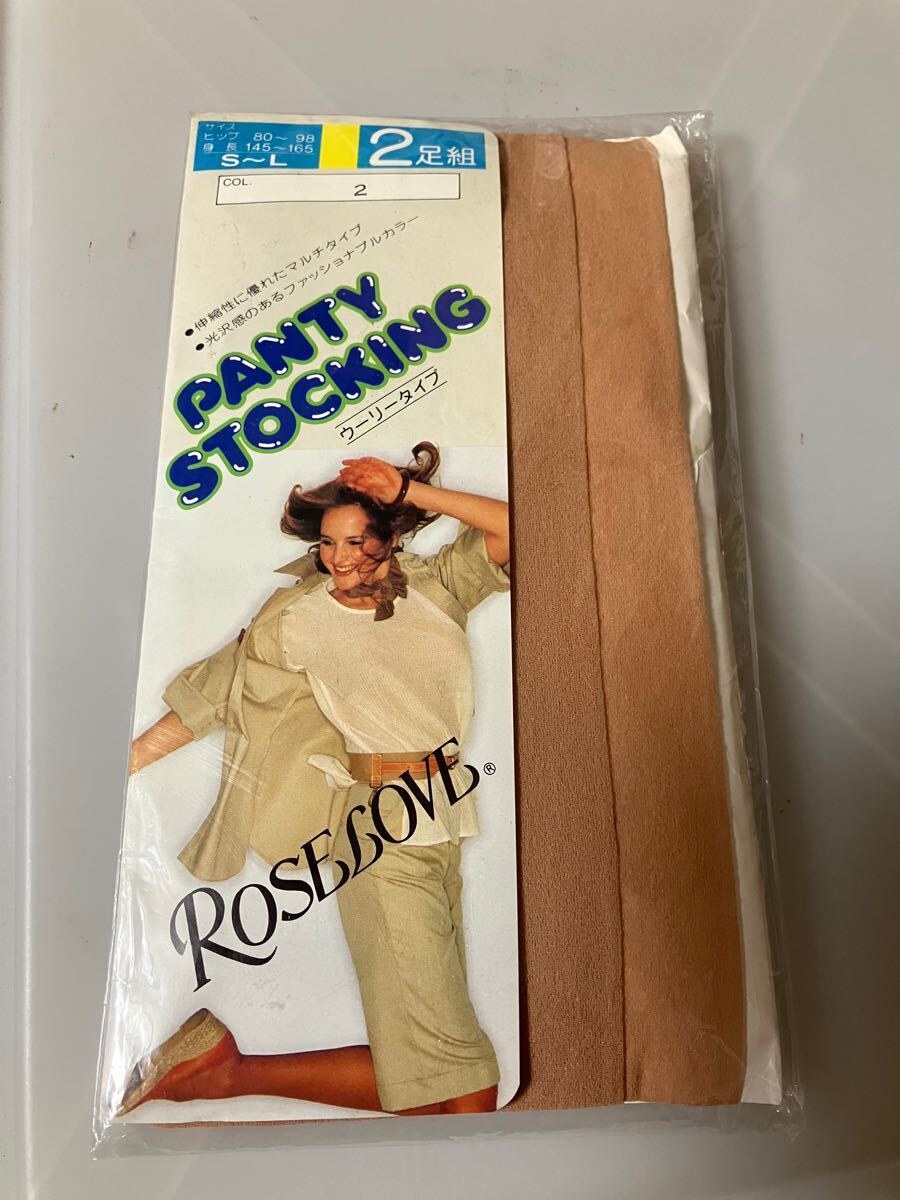 サイズ
ヒップ 80～98
身長 145～165
S～L
2足組
COL.
2
●伸縮性に優れたマルチタイプ
●光沢感のあるファッショナブルカラー
PANTY
STOCKING
ウーリータイプ
ROSELOVE®